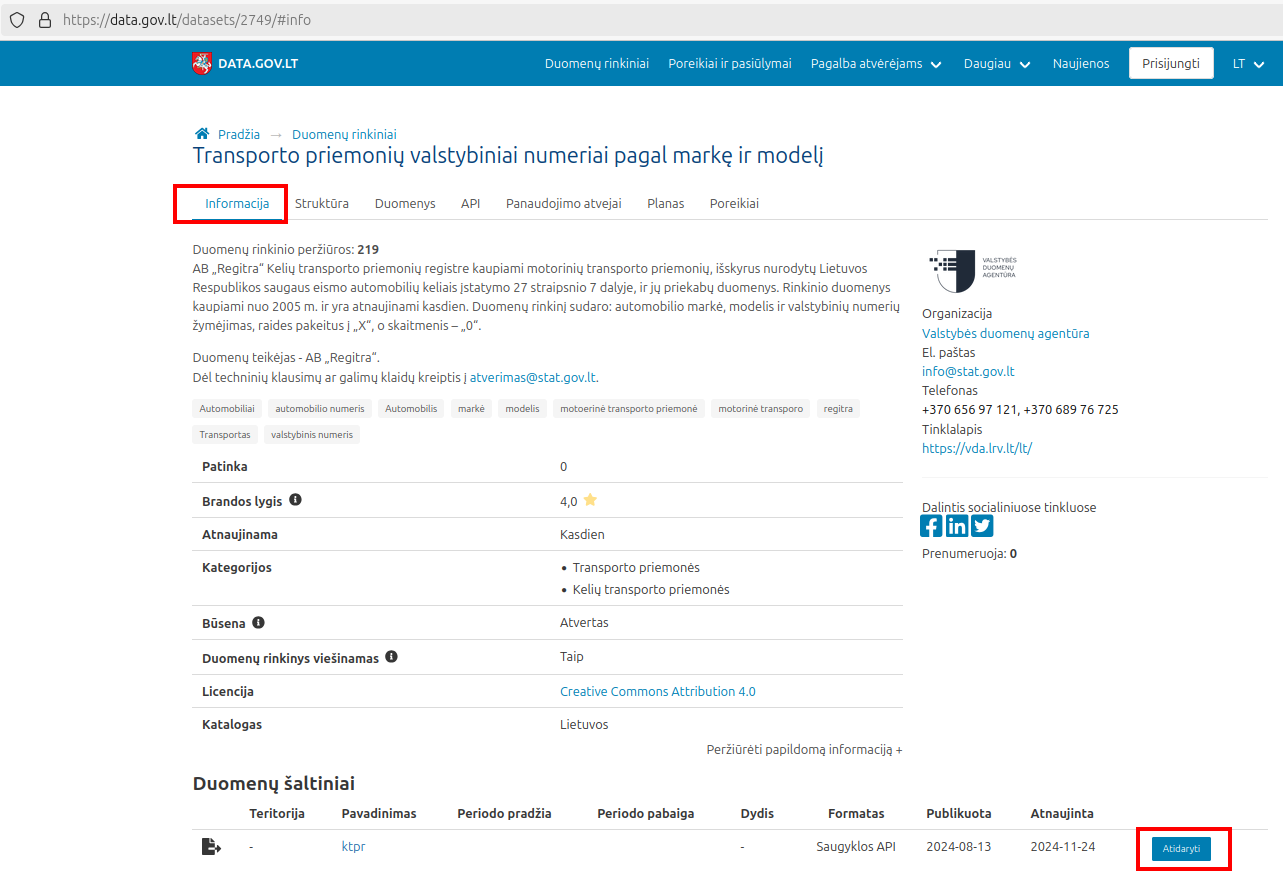 https://data.gov.lt/datasets/2749/#info
DATA.GOV.LT Duomenų rinkiniai Poreikiai ir pasiūlymai Pagalba atvėrėjams Daugiau Naujienos Prisijungti LT
Pradžia → Duomenų rinkiniai
Transporto priemonių valstybiniai numeriai pagal markę ir modelį
Informacija Struktūra Duomenys API Panaudojimo atvejai Planas Poreikiai
Duomenų rinkinio peržiūros: 219
AB „Regitra“ Kelių transporto priemonių registre kaupiami motorinių transporto priemonių, išskyrus nurodytų Lietuvos
Respublikos saugaus eismo automobilių keliais įstatymo 27 straipsnio 7 dalyje, ir jų priekabų duomenys. Rinkinio duomenys
kaupiami nuo 2005 m. ir yra atnaujinami kasdien. Duomenų rinkinį sudaro: automobilio markė, modelis ir valstybinių numerių
žymėjimas, raides pakeitus į „X“, o skaitmenis – „0“.
Duomenų teikėjas - AB „Regitra“.
Dėl techninių klausimų ar galimų klaidų kreiptis į atverimas@stat.gov.lt.
Automobiliai automobilio numeris Automobilis markė modelis motoerinė transporto priemonė motorinė transporo regitra
Transportas valstybinis numeris
Patinka 0
Brandos lygis 4,0
Atnaujinama Kasdien
Kategorijos • Transporto priemonės
• Kelių transporto priemonės
Būsena Atvertas
Duomenų rinkinys viešinamas Taip
Licencija Creative Commons Attribution 4.0
Katalogas Lietuvos
Peržiūrėti papildomą informaciją +
VALSTYBĖS
DUOMENŲ
AGENTŪRA
Organizacija
Valstybės duomenų agentūra
El. paštas
info@stat.gov.lt
Telefonas
+370 656 97 121, +370 689 76 725
Tinklalapis
https://vda.lrv.lt/lt/
Dalintis socialiniuose tinkluose
Prenumeruoja: 0
Duomenų šaltiniai
Teritorija Pavadinimas Periodo pradžia Periodo pabaiga Dydis Formatas Publikuota Atnaujinta
- ktpr - Saugyklos API 2024-08-13 2024-11-24 Atidaryti